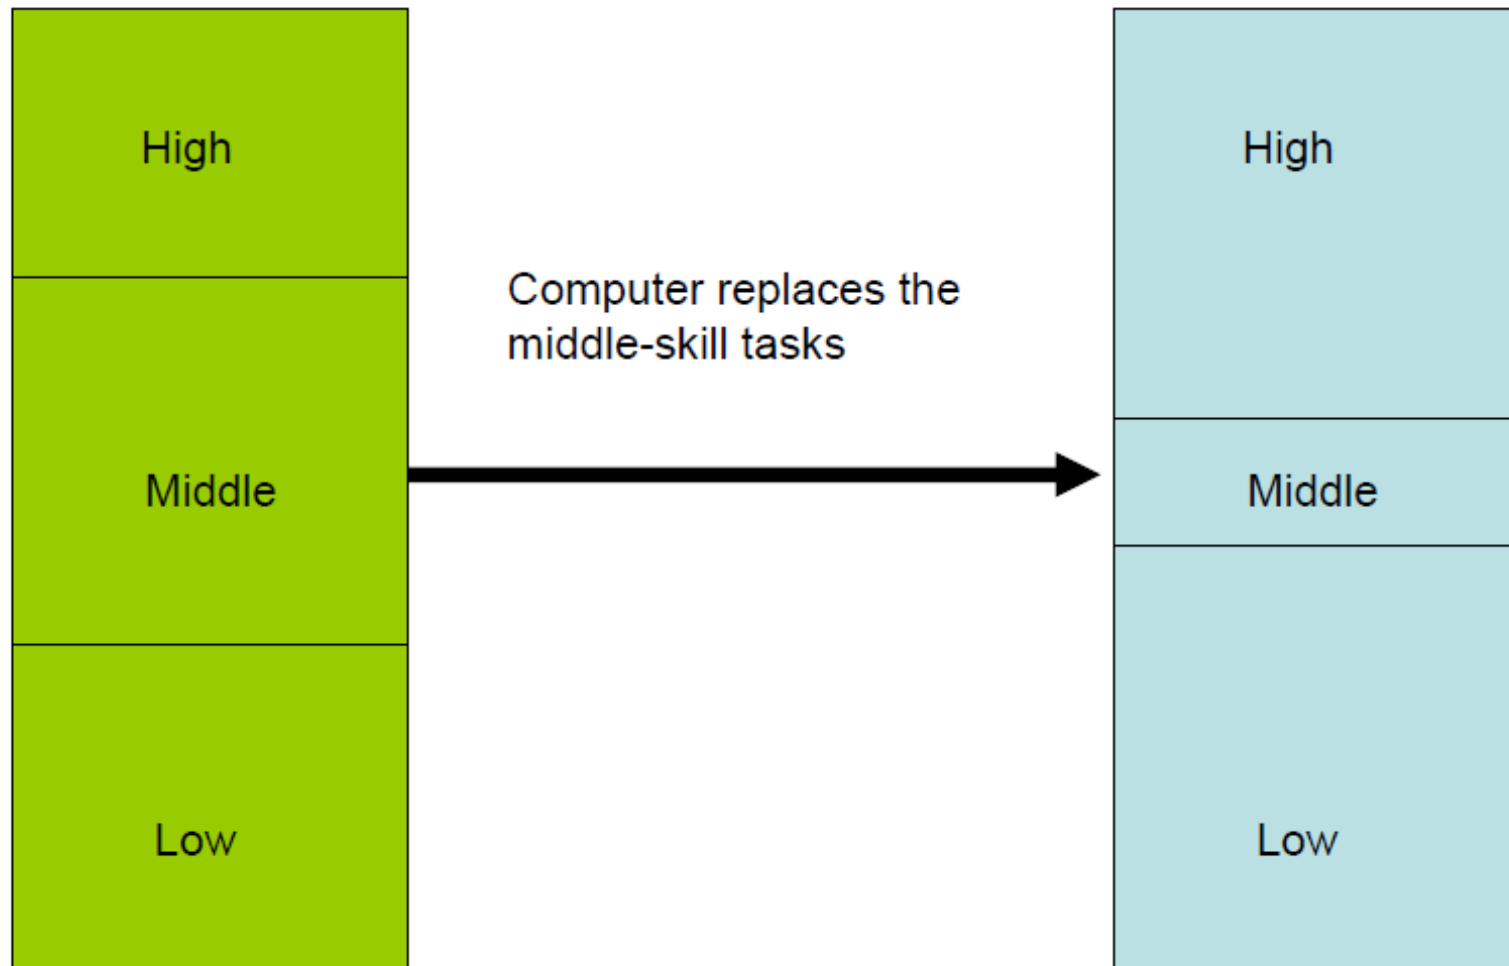 High
Middle
Low
Computer replaces the
middle-skill tasks
High
Middle
Low